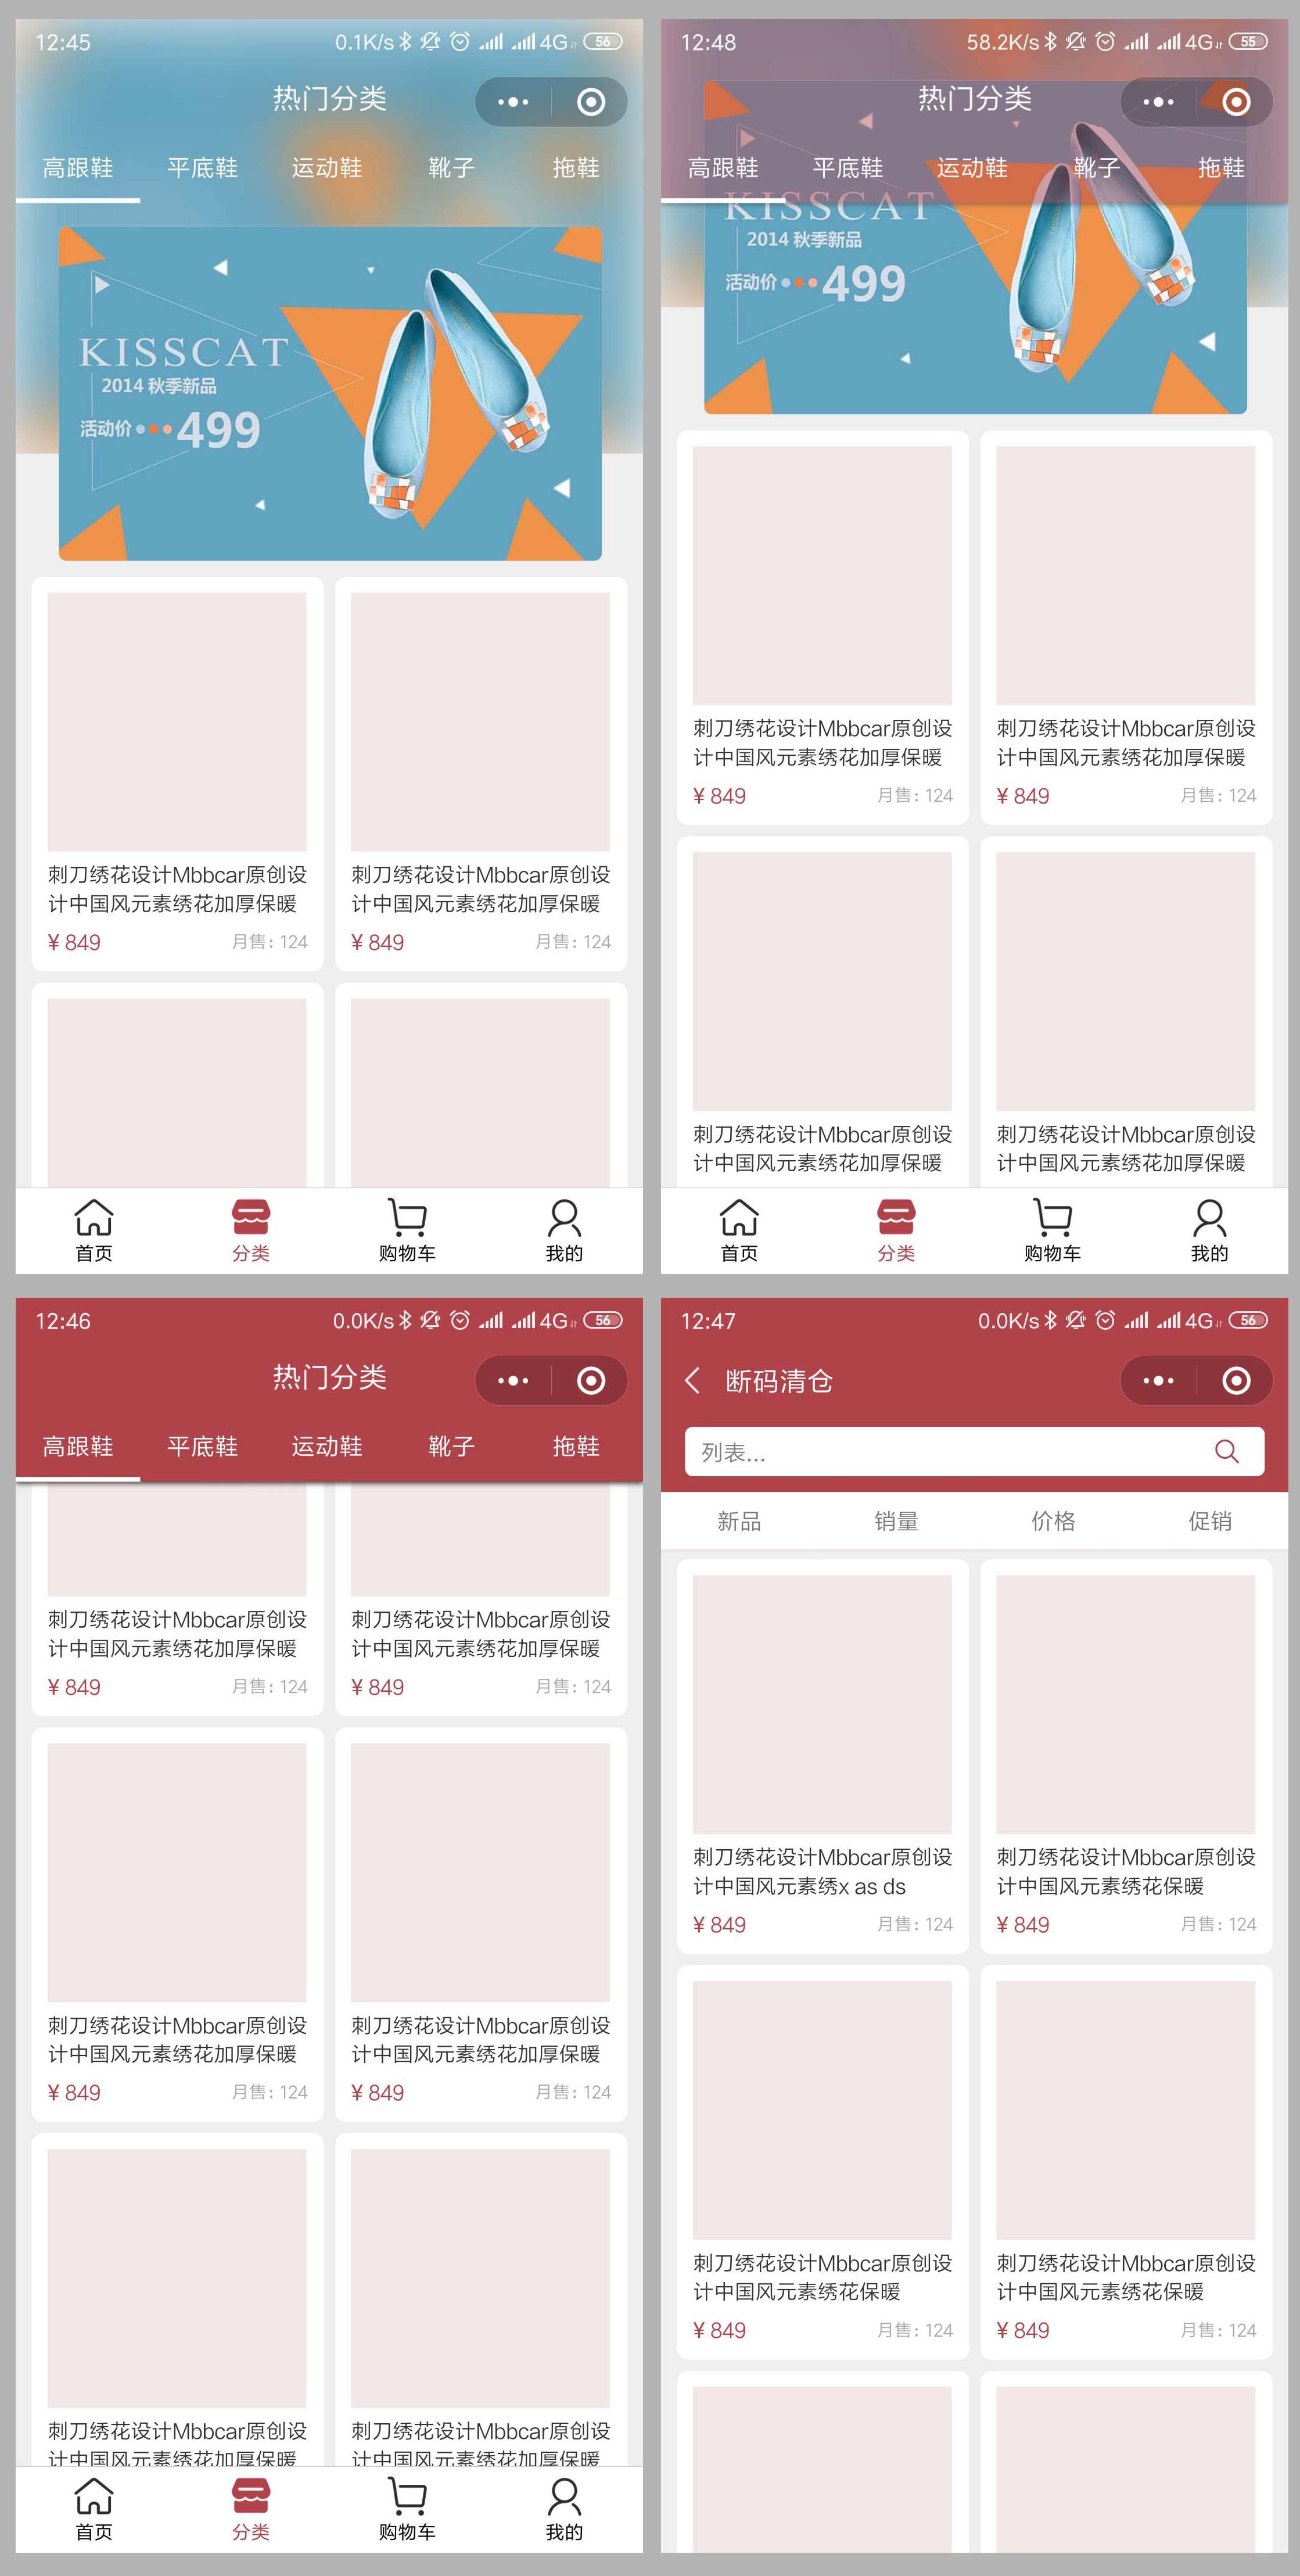 12:45 0.1K/s 4G 56
热门分类
高跟鞋 平底鞋 运动鞋 靴子 拖鞋
KISSCAT
2014 秋季新品
活动价 499
刺刀绣花设计Mbbcar原创设
计中国风元素绣花加厚保暖
¥ 849 月售: 124
刺刀绣花设计Mbbcar原创设
计中国风元素绣花加厚保暖
¥ 849 月售: 124
首页 分类 购物车 我的
12:48 58.2K/s 4G 55
热门分类
高跟鞋 平底鞋 运动鞋 靴子 拖鞋
KISSCAT
2014 秋季新品
活动价 499
刺刀绣花设计Mbbcar原创设
计中国风元素绣花加厚保暖
¥ 849 月售: 124
刺刀绣花设计Mbbcar原创设
计中国风元素绣花加厚保暖
¥ 849 月售: 124
刺刀绣花设计Mbbcar原创设
计中国风元素绣花加厚保暖
刺刀绣花设计Mbbcar原创设
计中国风元素绣花加厚保暖
首页 分类 购物车 我的
12:46 0.0K/s 4G 56
热门分类
高跟鞋 平底鞋 运动鞋 靴子 拖鞋
刺刀绣花设计Mbbcar原创设
计中国风元素绣花加厚保暖
¥ 849 月售: 124
刺刀绣花设计Mbbcar原创设
计中国风元素绣花加厚保暖
¥ 849 月售: 124
刺刀绣花设计Mbbcar原创设
计中国风元素绣花加厚保暖
¥ 849 月售: 124
刺刀绣花设计Mbbcar原创设
计中国风元素绣花加厚保暖
¥ 849 月售: 124
刺刀绣花设计Mbbcar原创设
计中国风元素绣花加厚保暖
刺刀绣花设计Mbbcar原创设
计中国风元素绣花加厚保暖
首页 分类 购物车 我的
12:47 0.0K/s 4G 56
断码清仓
列表...
新品 销量 价格 促销
刺刀绣花设计Mbbcar原创设
计中国风元素绣x as ds
¥ 849 月售: 124
刺刀绣花设计Mbbcar原创设
计中国风元素绣花保暖
¥ 849 月售: 124
刺刀绣花设计Mbbcar原创设
计中国风元素绣花保暖
¥ 849 月售: 124
刺刀绣花设计Mbbcar原创设
计中国风元素绣花保暖
¥ 849 月售: 124